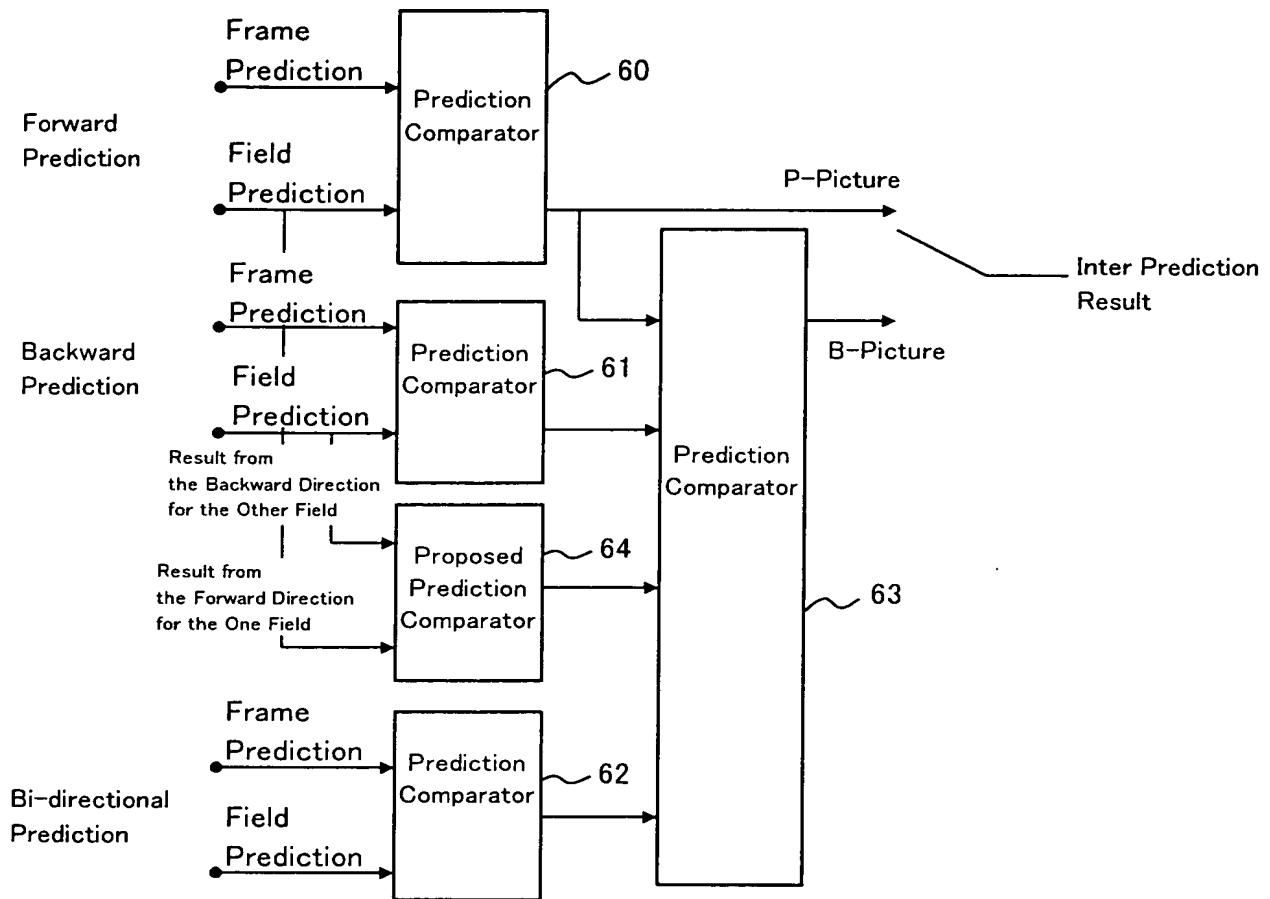 Frame
Prediction
Forward
Prediction
Field
Prediction
Prediction
Comparator
60
P-Picture
Inter Prediction
Result
B-Picture
Backward
Prediction
Frame
Prediction
Field
Prediction
Prediction
Comparator
61
Result from
the Backward Direction
for the Other Field
Result from
the Forward Direction
for the One Field
Proposed
Prediction
Comparator
64
Prediction
Comparator
63
Bi-directional
Prediction
Frame
Prediction
Field
Prediction
Prediction
Comparator
62